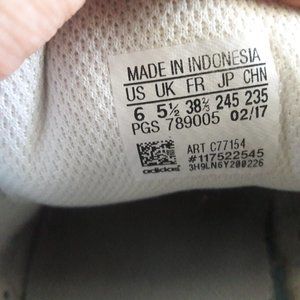 MADE IN INDONESIA
US UK FR JP CHN
6 5½ 38⅔ 245 235
PGS 789005 02/17
ART C77154
#117522545
3H9LN6Y200226
adidas